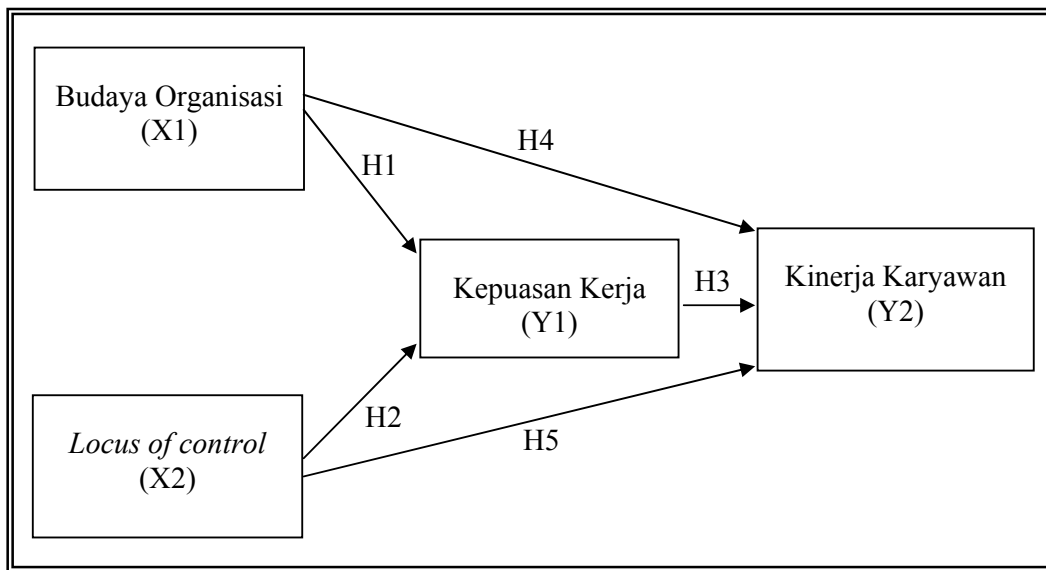 Budaya Organisasi
(X1)
H4
H1
Kepuasan Kerja
(Y1)
H3
Kinerja Karyawan
(Y2)
H2
Locus of control
(X2)
H5